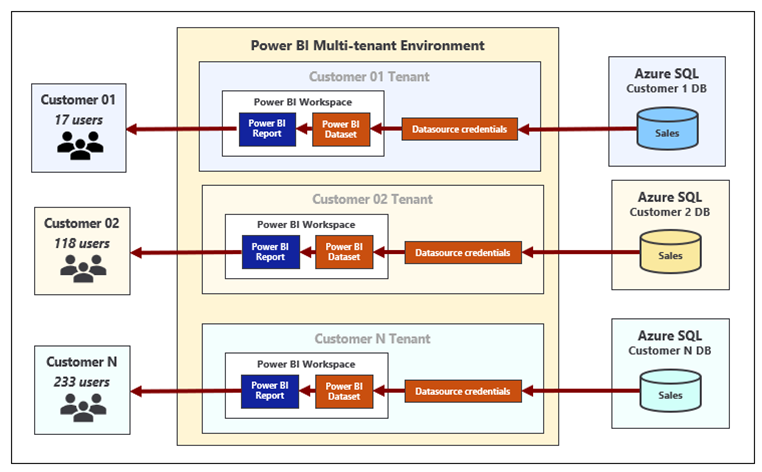 Power BI Multi-tenant Environment
Customer 01 Tenant
Customer 01
17 users
Power BI Workspace
Power BI
Report
Power BI
Dataset
Datasource credentials
Azure SQL
Customer 1 DB
Sales
Customer 02 Tenant
Customer 02
118 users
Power BI Workspace
Power BI
Report
Power BI
Dataset
Datasource credentials
Azure SQL
Customer 2 DB
Sales
Customer N Tenant
Customer N
233 users
Power BI Workspace
Power BI
Report
Power BI
Dataset
Datasource credentials
Azure SQL
Customer N DB
Sales